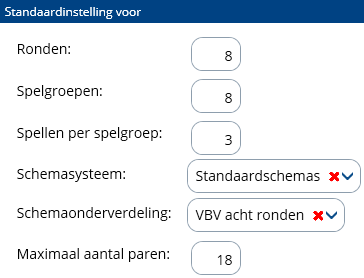 Standaardinstelling voor
Ronden: 8
Spelgroepen: 8
Spellen per spelgroep: 3
Schemasysteem: Standaardschemas
Schemaonderverdeling: VBV acht ronden
Maximaal aantal paren: 18